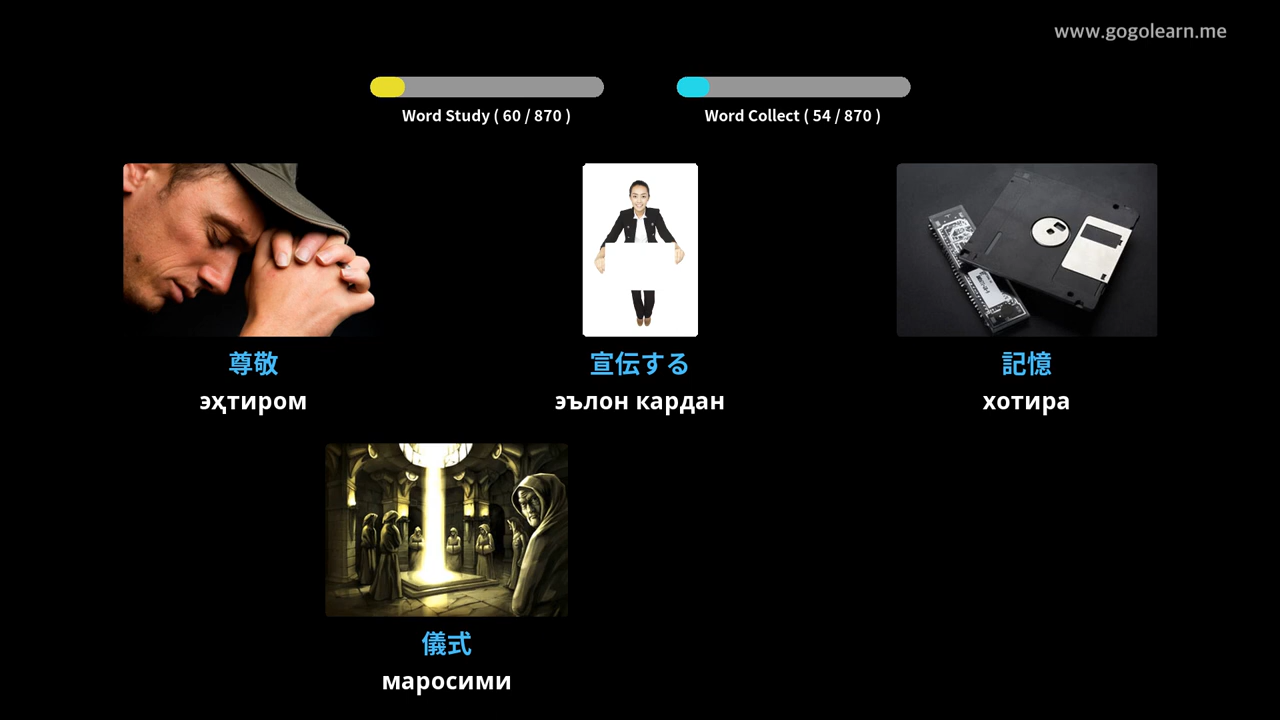 www.gogolearn.me
Word Study ( 60 / 870 )
Word Collect ( 54 / 870 )
尊敬
эҳтиром
宣伝する
эълон кардан
記憶
хотира
儀式
маросими